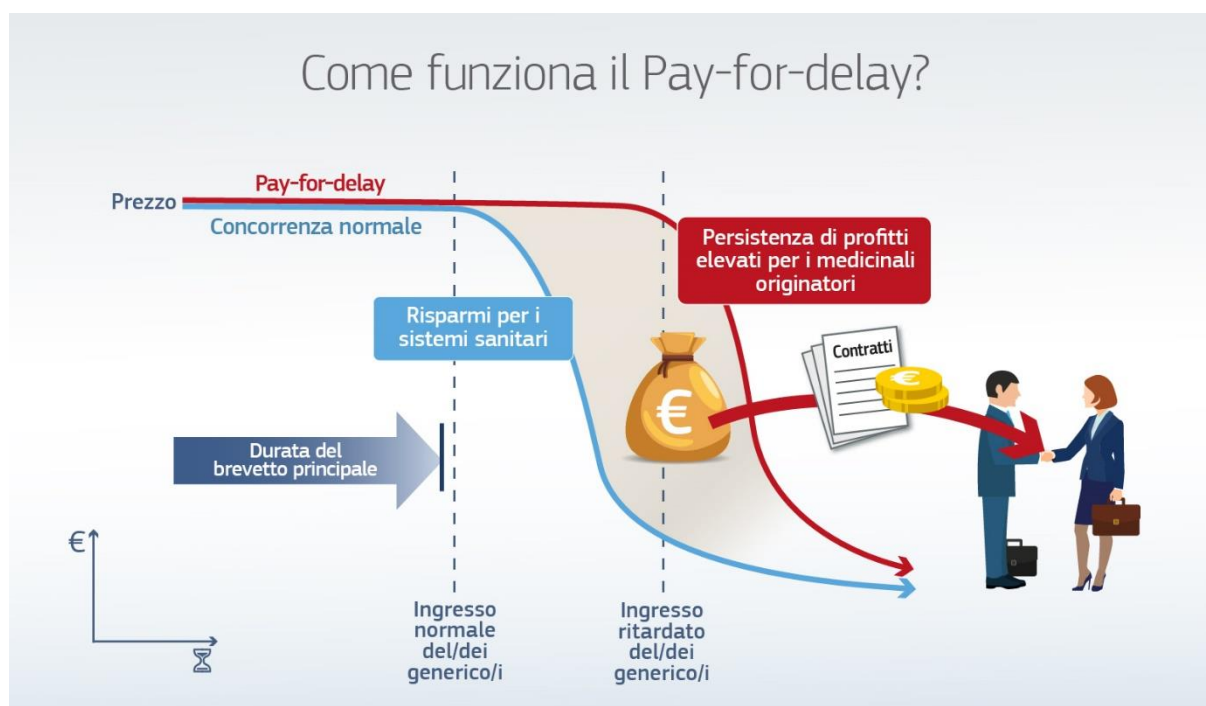 Come funziona il Pay-for-delay?
Pay-for-delay
Prezzo
Concorrenza normale
Persistenza di profitti
elevati per i medicinali
originatori
Risparmi per i
sistemi sanitari
Contratti
€
€
Durata del
brevetto principale
€
Ingresso
normale
del/dei
generico/i
Ingresso
ritardato
del/dei
generico/i